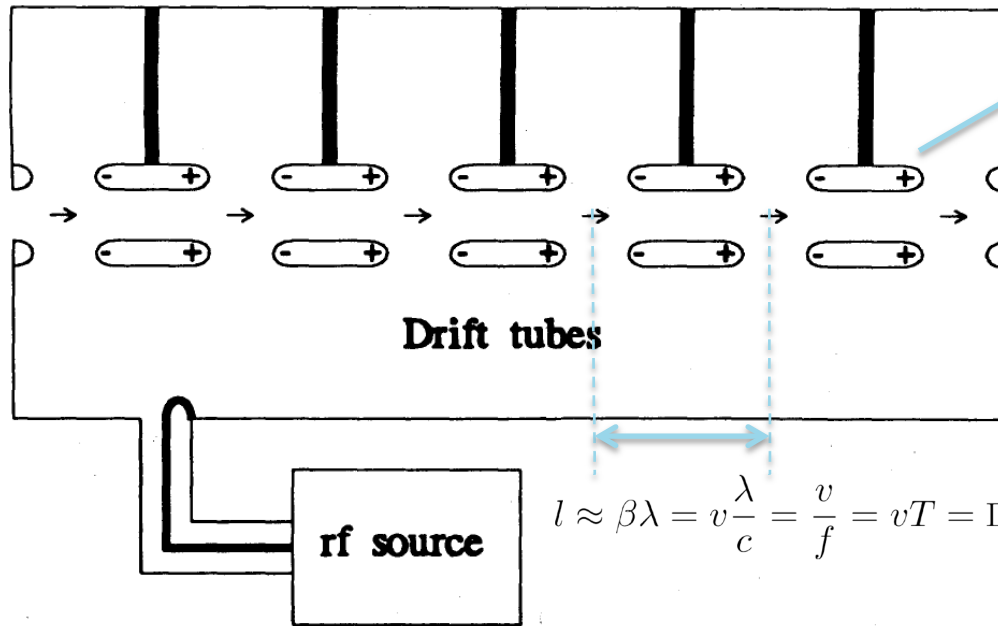 - + - + - + - + - +
- + - + - + - + - +
Drift tubes
l ≈ βλ = v λ/c = v/f = vT =
rf source